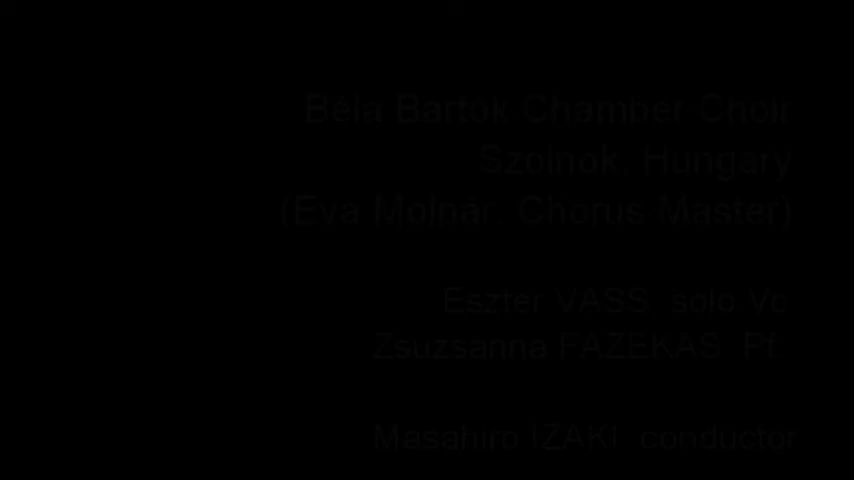 Béla Bartók Chamber Choir
Szolnok, Hungary
(Éva Molnár, Chorus Master)
Eszter VASS, solo Vo.
Zsuzsanna FAZEKAS, Pf.
Masahiro IZAKI, conductor